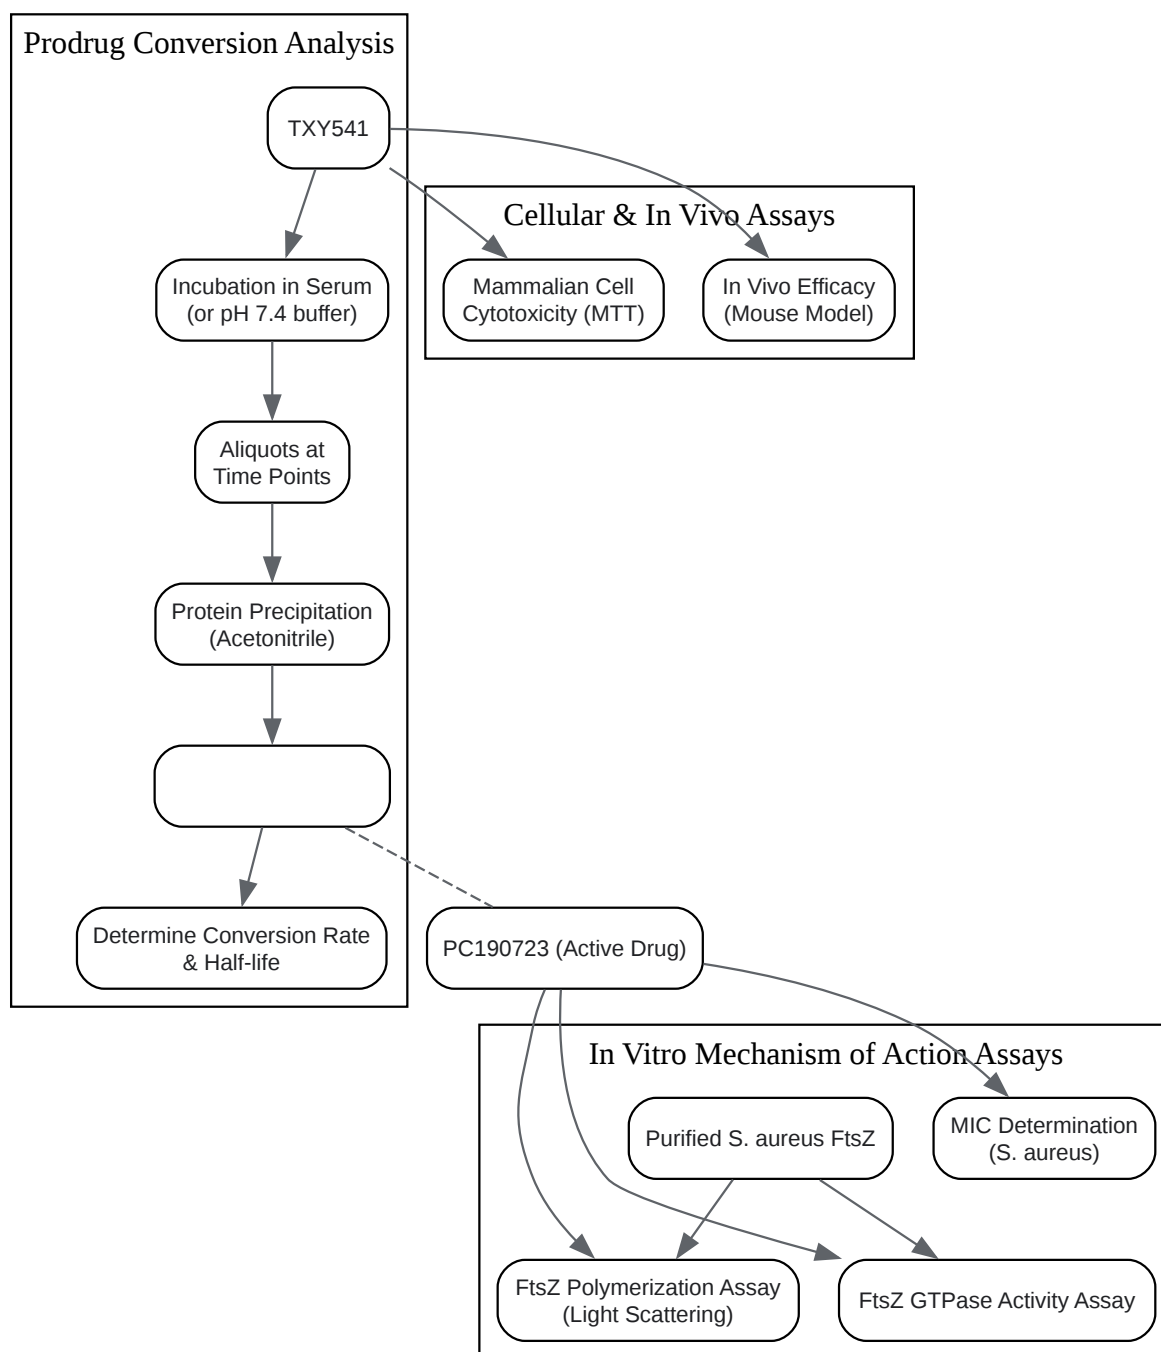 Prodrug Conversion Analysis
TXY541
Cellular & In Vivo Assays
Incubation in Serum
(or pH 7.4 buffer)
Mammalian Cell
Cytotoxicity (MTT)
In Vivo Efficacy
(Mouse Model)
Aliquots at
Time Points
Protein Precipitation
(Acetonitrile)
Determine Conversion Rate
& Half-life
PC190723 (Active Drug)
In Vitro Mechanism of Action Assays
Purified S. aureus FtsZ
MIC Determination
(S. aureus)
FtsZ Polymerization Assay
(Light Scattering)
FtsZ GTPase Activity Assay